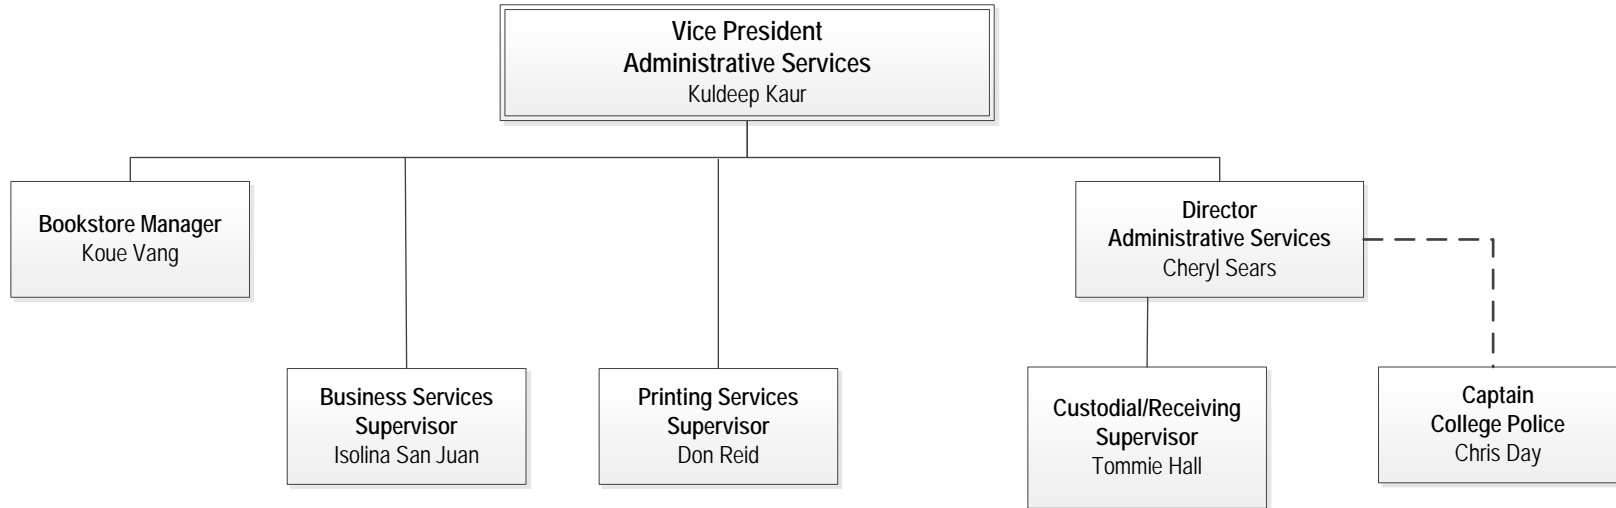 Vice President
Administrative Services
Kuldeep Kaur
Bookstore Manager
Koue Vang
Director
Administrative Services
Cheryl Sears
Business Services
Supervisor
Isolina San Juan
Printing Services
Supervisor
Don Reid
Custodial/Receiving
Supervisor
Tommie Hall
Captain
College Police
Chris Day